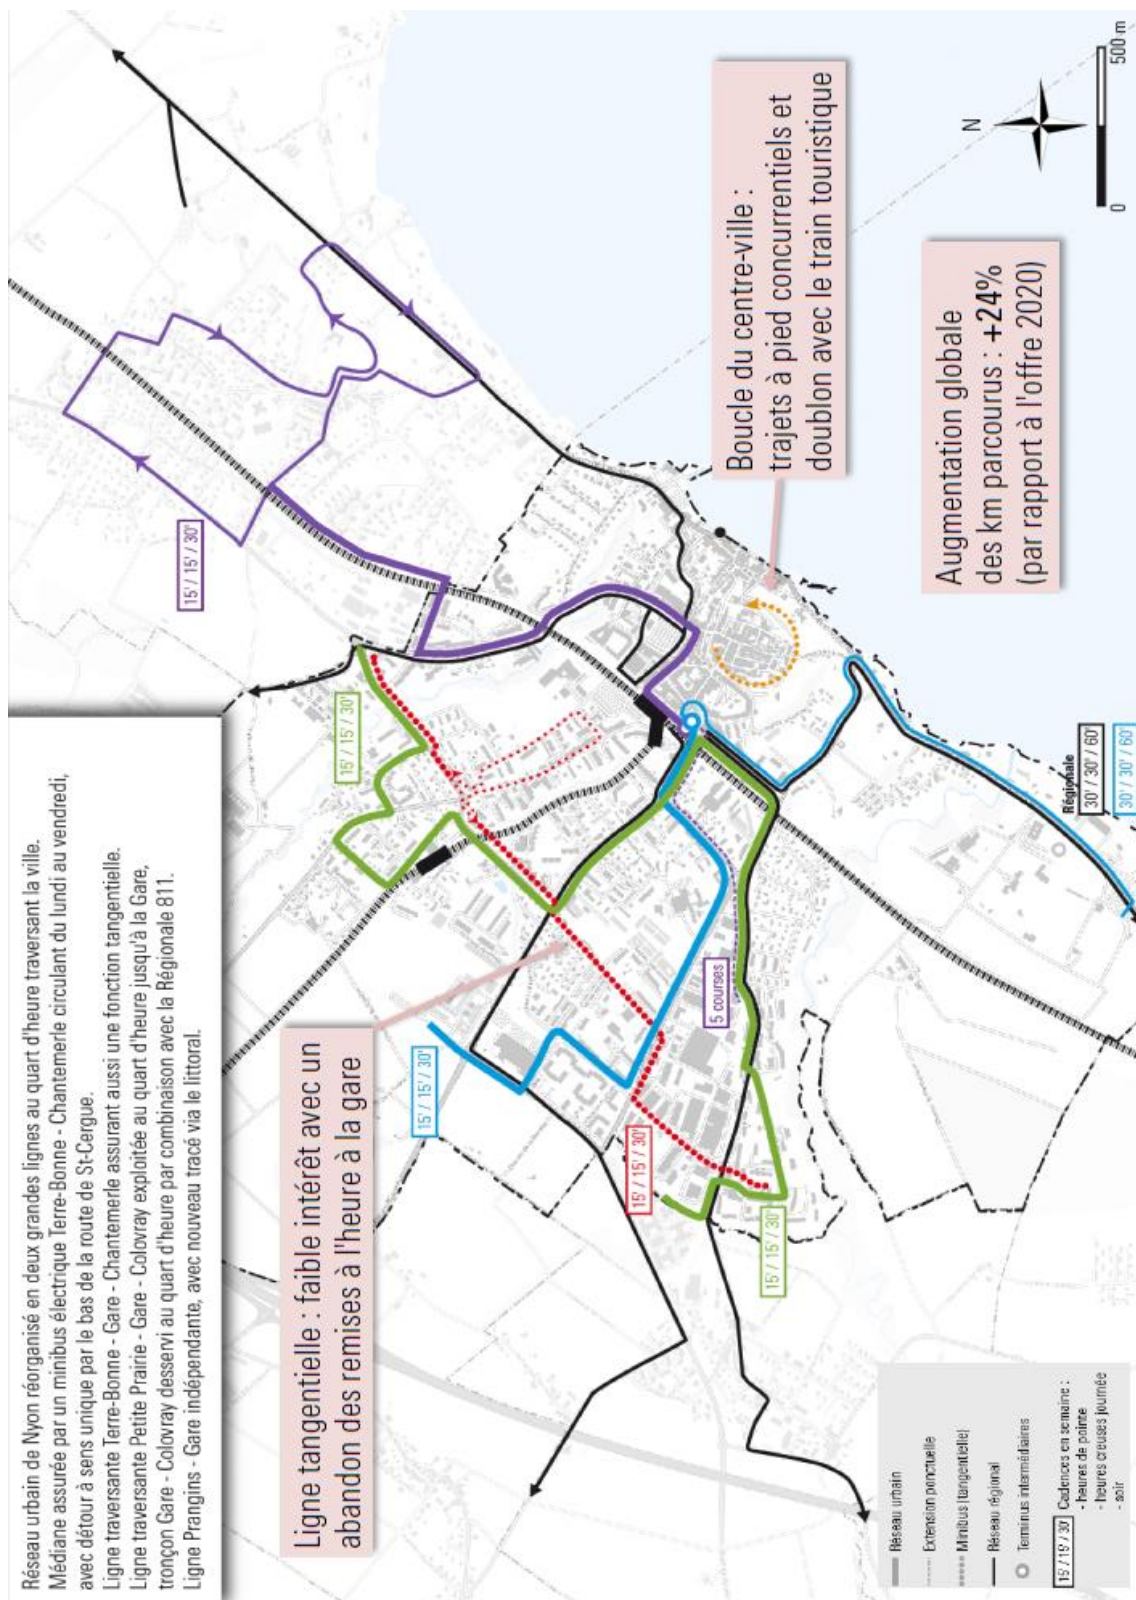 Réseau urbain de Nyon réorganisé en deux grandes lignes au quart d'heure traversant la ville.
Médiane assurée par un minibus électrique Terre-Bonne - Chantemerle circulant du lundi au vendredi,
avec détour à sens unique par le bas de la route de St-Cergue.
Ligne traversante Terre-Bonne - Gare - Chantemerle assurant aussi une fonction tangentielle.
Ligne traversante Petite Prairie - Gare - Colovray exploitée au quart d'heure jusqu'à la Gare,
tronçon Gare - Colovray desservi au quart d'heure par combinaison avec la Régionale 811.
Ligne Prangins - Gare indépendante, avec nouveau tracé via le littoral.
15' / 15' / 30'
15' / 15' / 30'
Ligne tangentielle : faible intérêt avec un
abandon des remises à l'heure à la gare
15' / 15' / 30'
15' / 15' / 30'
15' / 15' / 30'
5 courses
Boucle du centre-ville :
trajets à pied concurrentiels et
doublon avec le train touristique
Augmentation globale
des km parcourus : +24%
(par rapport à l'offre 2020)
N
0
500 m
Régionale
30' / 30' / 60'
30' / 30' / 60'
Réseau urbain
Extension ponctuelle
Minibus (tangentielle)
Réseau régional
Terminus intermédiaires
15' / 15' / 30'
Cadences en semaine :
- heures de pointe
- heures creuses journée
- soir